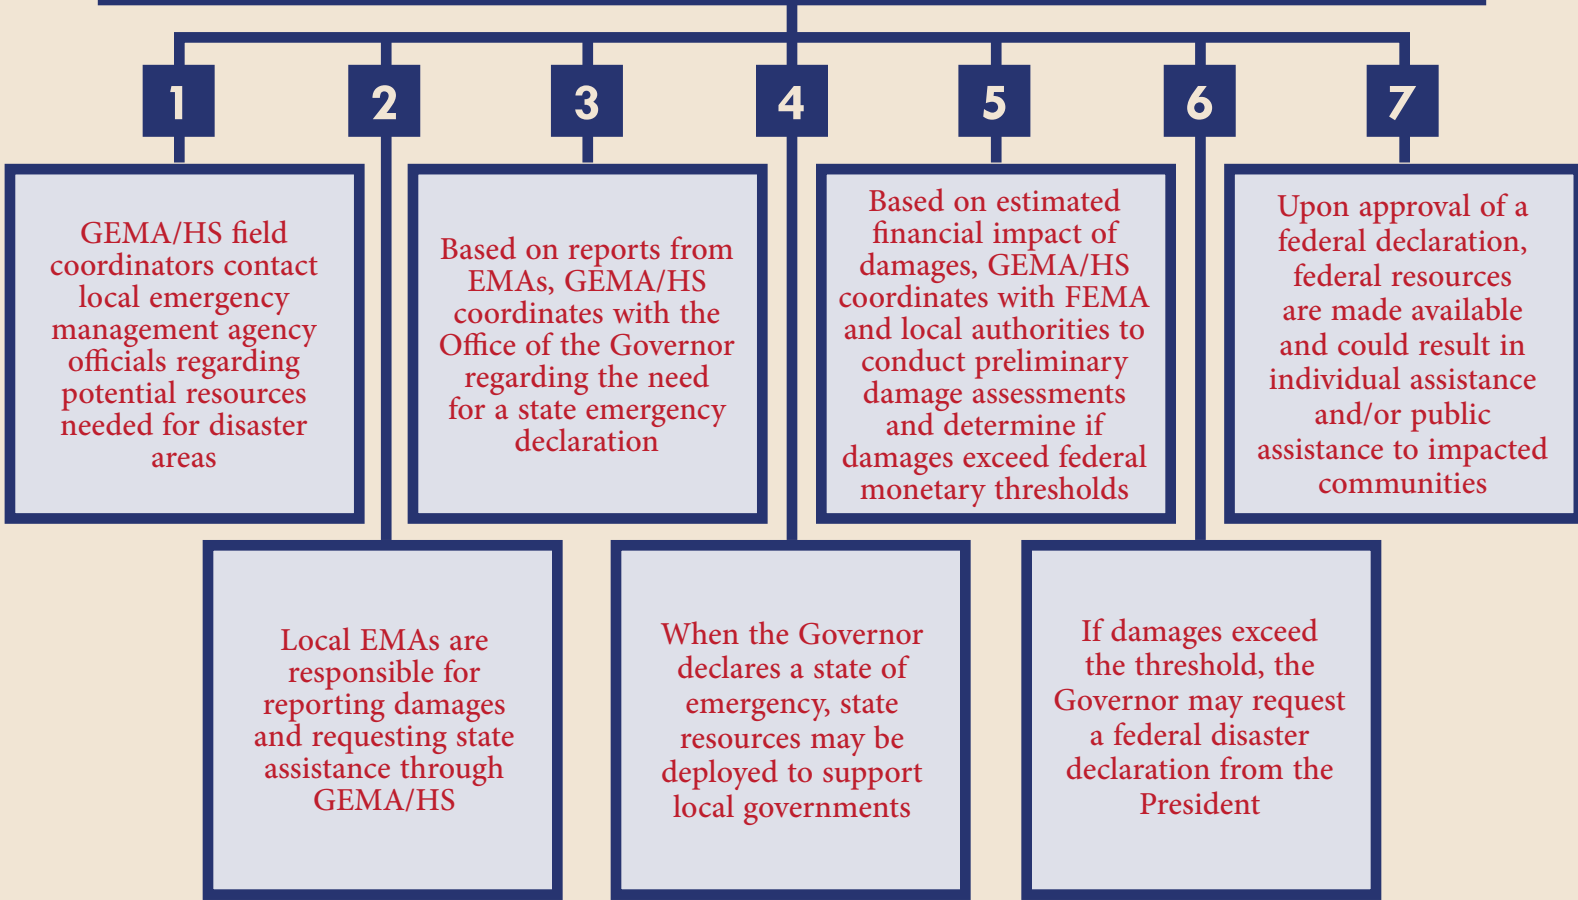 1
GEMA/HS field
coordinators contact
local emergency
management agency
officials regarding
potential resources
needed for disaster
areas
2
Local EMAs are
responsible for
reporting damages
and requesting state
assistance through
GEMA/HS
3
Based on reports from
EMAs, GEMA/HS
coordinates with the
Office of the Governor
regarding the need
for a state emergency
declaration
4
When the Governor
declares a state of
emergency, state
resources may be
deployed to support
local governments
5
Based on estimated
financial impact of
damages, GEMA/HS
coordinates with FEMA
and local authorities to
conduct preliminary
damage assessments
and determine if
damages exceed federal
monetary thresholds
6
If damages exceed
the threshold, the
Governor may request
a federal disaster
declaration from the
President
7
Upon approval of a
federal declaration,
federal resources
are made available
and could result in
individual assistance
and/or public
assistance to impacted
communities